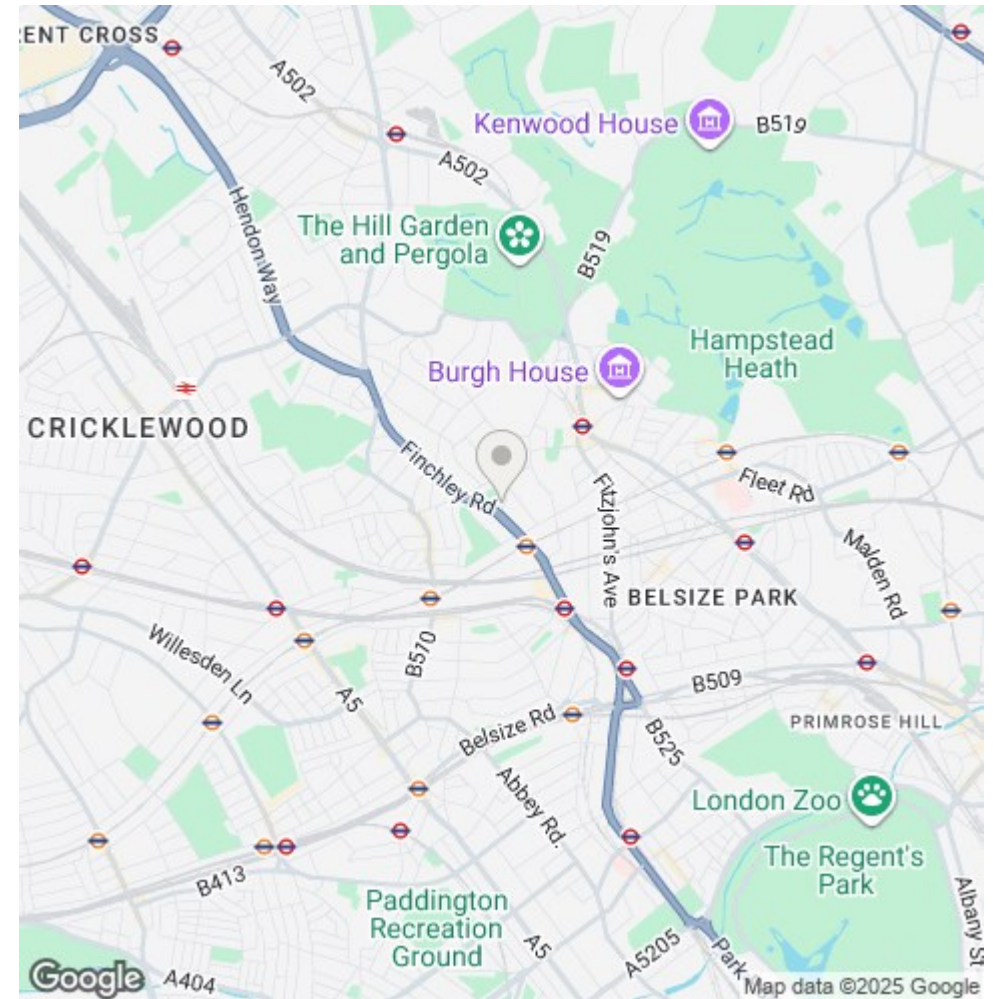 RENT CROSS
A502
Kenwood House
B519
A502
Hendon Way
The Hill Garden
and Pergola
B519
Hampstead
Heath
Burgh House
CRICKLEWOOD
Finchley Rd
Fitzjohn's Ave
Fleet Rd
Malden Rd
BELSIZE PARK
Willesden Ln
B570
A5
B509
Belsize Rd
B525
PRIMROSE HILL
Abbey Rd.
London Zoo
The Regent's
Park
B413
Paddington
Recreation
Ground
Albany St
A5
A5205
Park
A404
Google
Map data ©2025 Google